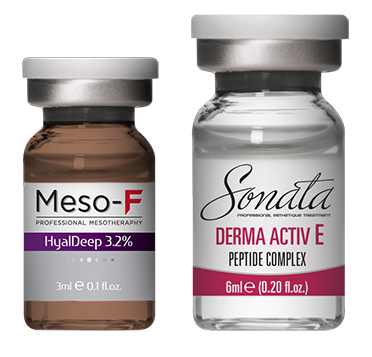 Meso-F
PROFESSIONAL MESOTHERAPHY
HyalDeep 3.2%
3ml ℮ 0.1 fl.oz.
Sonata
PROFESSIONAL ESTHETIQUE TREATMENT
DERMA ACTIV E
PEPTIDE COMPLEX
6ml ℮ (0.20 fl.oz.)